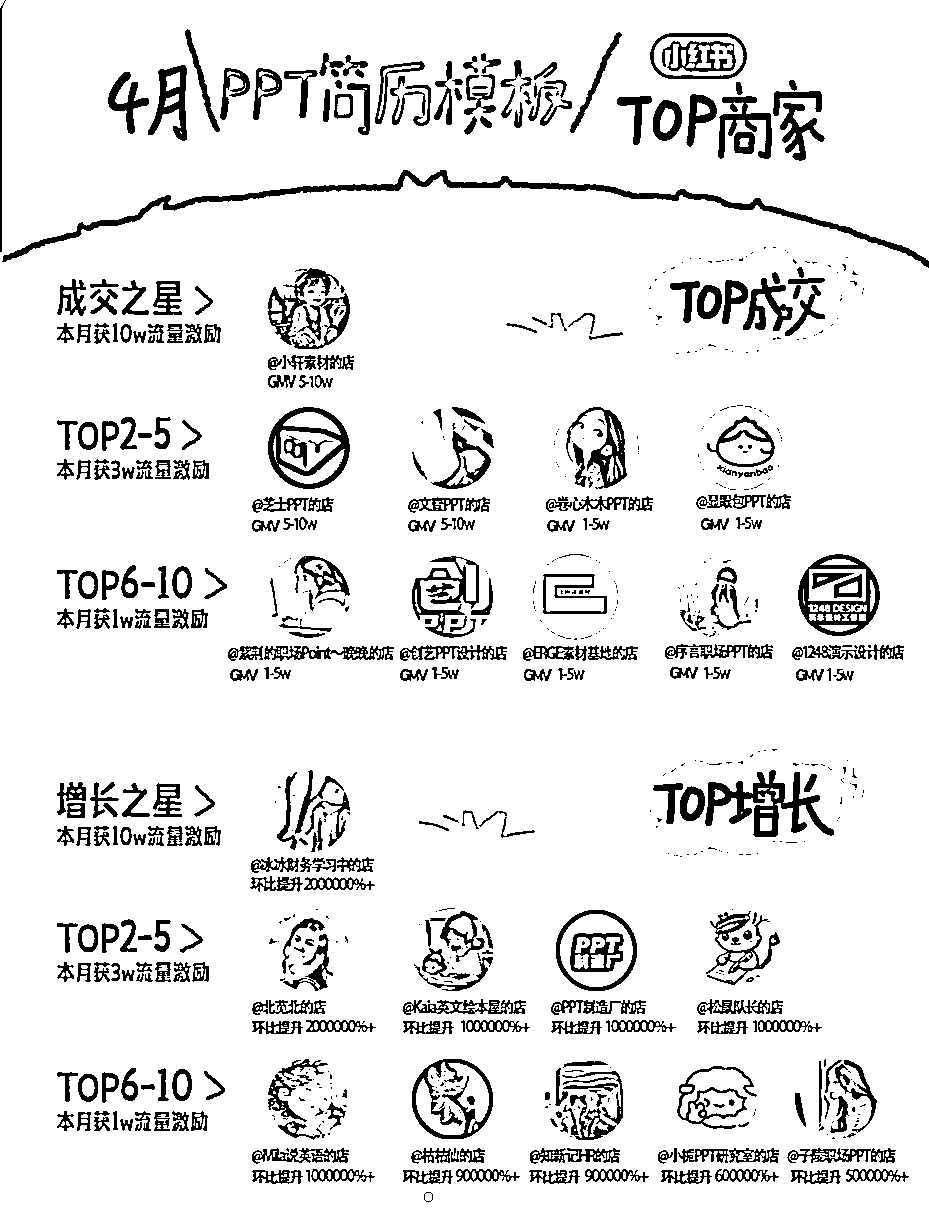 4月\PPT简历模板/
小红书
TOP商家
成交之星 >
本月获10w流量激励
TOP成交
@小轩素材的店
GMV 5-10w
TOP2-5 >
本月获3w流量激励
@芝士PPT的店
GMV 5-10w
@文官PPT的店
GMV 5-10w
@卷心木木PPT的店
GMV 1-5w
xianyanbao
@显眼包PPT的店
GMV 1-5w
TOP6-10 >
本月获1w流量激励
@紫荆的职场Point~晚晚的店
GMV 1-5w
@创艺PPT设计的店
GMV 1-5w
@ERGE素材基地的店
GMV 1-5w
@序言职场PPT的店
GMV 1-5w
1248 DESIGN
@1248演示设计的店
GMV 1-5w
增长之星 >
本月获10w流量激励
TOP增长
@冰冰财务学习中的店
环比提升 2000000%+
TOP2-5 >
本月获3w流量激励
@北苋北的店
环比提升 2000000%+
@Kaia英文绘本屋的店
环比提升 1000000%+
PPT
制造厂
@PPT制造厂的店
环比提升 1000000%+
@松鼠队长的店
环比提升 1000000%+
TOP6-10 >
本月获1w流量激励
@Mila说英语的店
环比提升 1000000%+
@枯枯仙的店
环比提升 900000%+
@知新记HR的店
环比提升 900000%+
PPT研究室的店
环比提升 600000%+
职场PPT的店
环比提升 500000%+